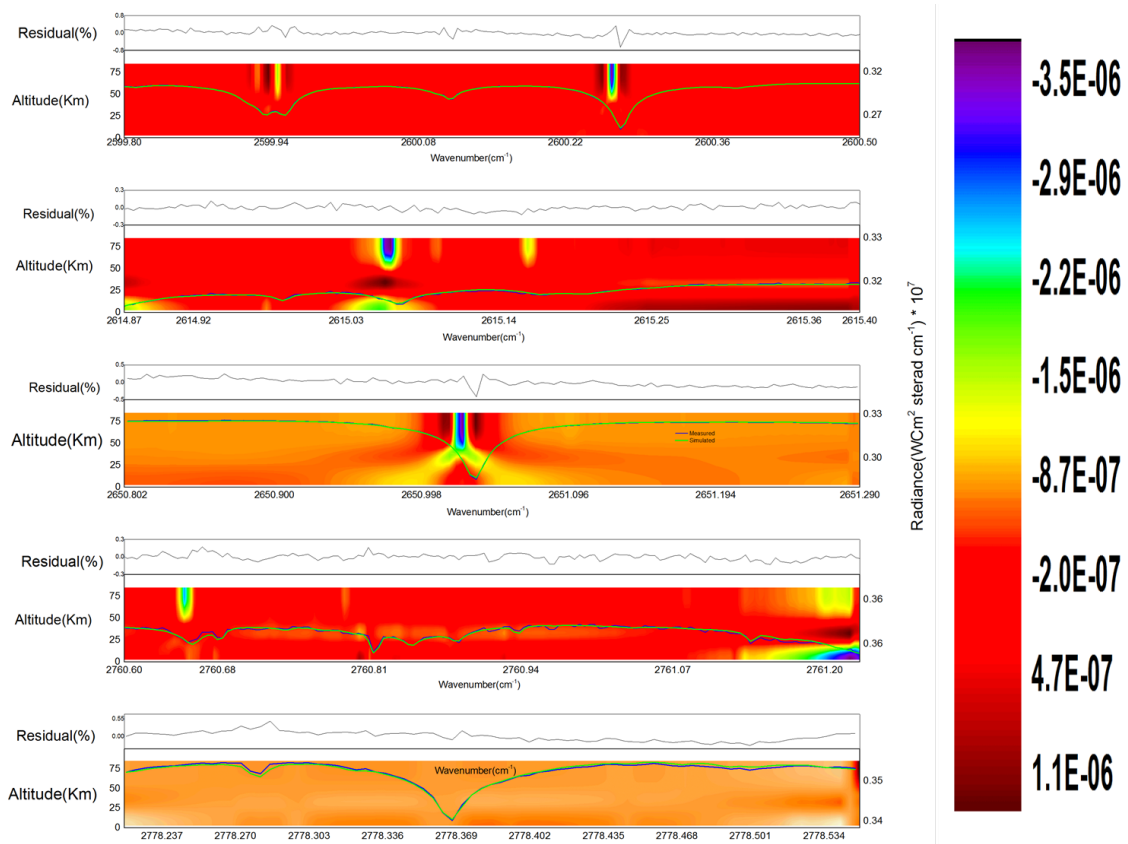 0.8
Residual(%)
0.0
-0.8
75
0.32
Altitude(Km)
50
25
0.27
0
2599.80 2599.94 2600.08 2600.22 2600.36 2600.50
Wavenumber(cm-1)
0.3
Residual(%)
0.0
-0.3
75
0.33
Altitude(Km)
50
25
0.32
0
2614.87 2614.92 2615.03 2615.14 2615.25 2615.36 2615.40
Wavenumber(cm-1)
0.5
Residual(%)
0.0
-0.5
75
0.33
Measured
Altitude(Km)
Simulated
50
25
0.30
0
2650.802 2650.900 2650.998 2651.096 2651.194 2651.290
Wavenumber(cm-1)
0.3
Residual(%)
0.0
-0.3
75
0.36
Altitude(Km)
50
25
0.36
0
2760.60 2760.68 2760.81 2760.94 2761.07 2761.20
Wavenumber(cm-1)
0.55
Residual(%)
0.00
75
Wavenumber(cm-1)
0.35
Altitude(Km)
50
25
0.34
0
2778.237 2778.270 2778.303 2778.336 2778.369 2778.402 2778.435 2778.468 2778.501 2778.534
Radiance(WCm2 sterad cm-1) * 107
-3.5E-06
-2.9E-06
-2.2E-06
-1.5E-06
-8.7E-07
-2.0E-07
4.7E-07
1.1E-06